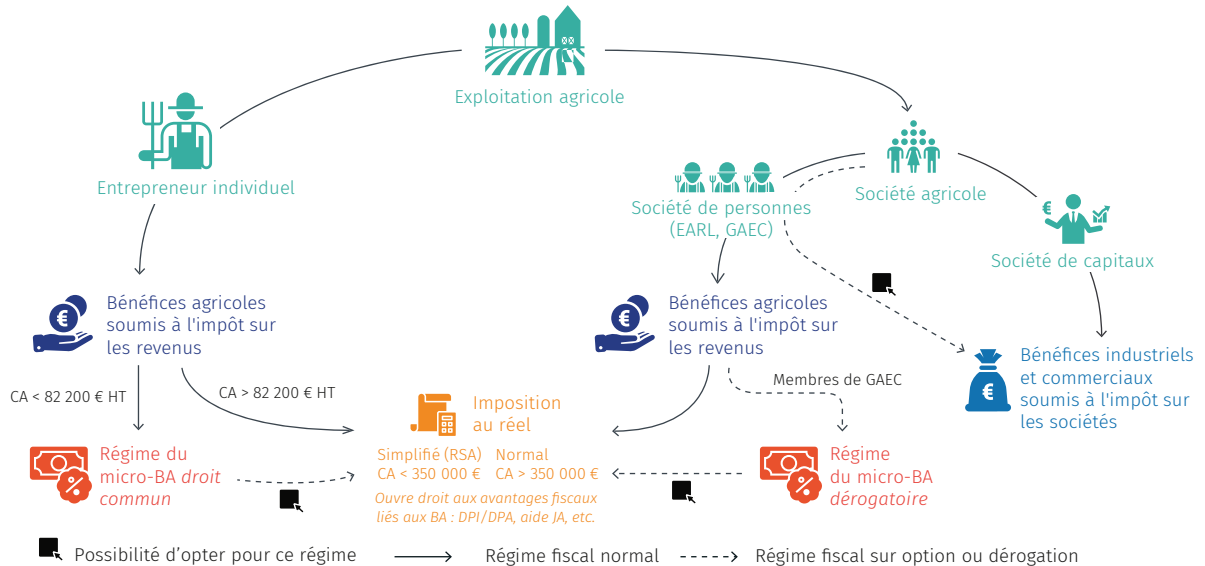 Exploitation agricole
Entrepreneur individuel
Société de personnes
(EARL, GAEC)
Société agricole
Société de capitaux
Bénéfices agricoles
soumis à l'impôt sur
les revenus
Bénéfices agricoles
soumis à l'impôt sur
les revenus
Bénéfices industriels
et commerciaux
soumis à l'impôt sur
les sociétés
CA < 82 200 € HT
CA > 82 200 € HT
Membres de GAEC
Imposition
au réel
Simplifié (RSA) Normal
CA < 350 000 € CA > 350 000 €
Ouvre droit aux avantages fiscaux
liés aux BA : DPI/DPA, aide JA, etc.
Régime du
micro-BA droit
commun
Régime
du micro-BA
dérogatoire
Possibilité d’opter pour ce régime
Régime fiscal normal
Régime fiscal sur option ou dérogation